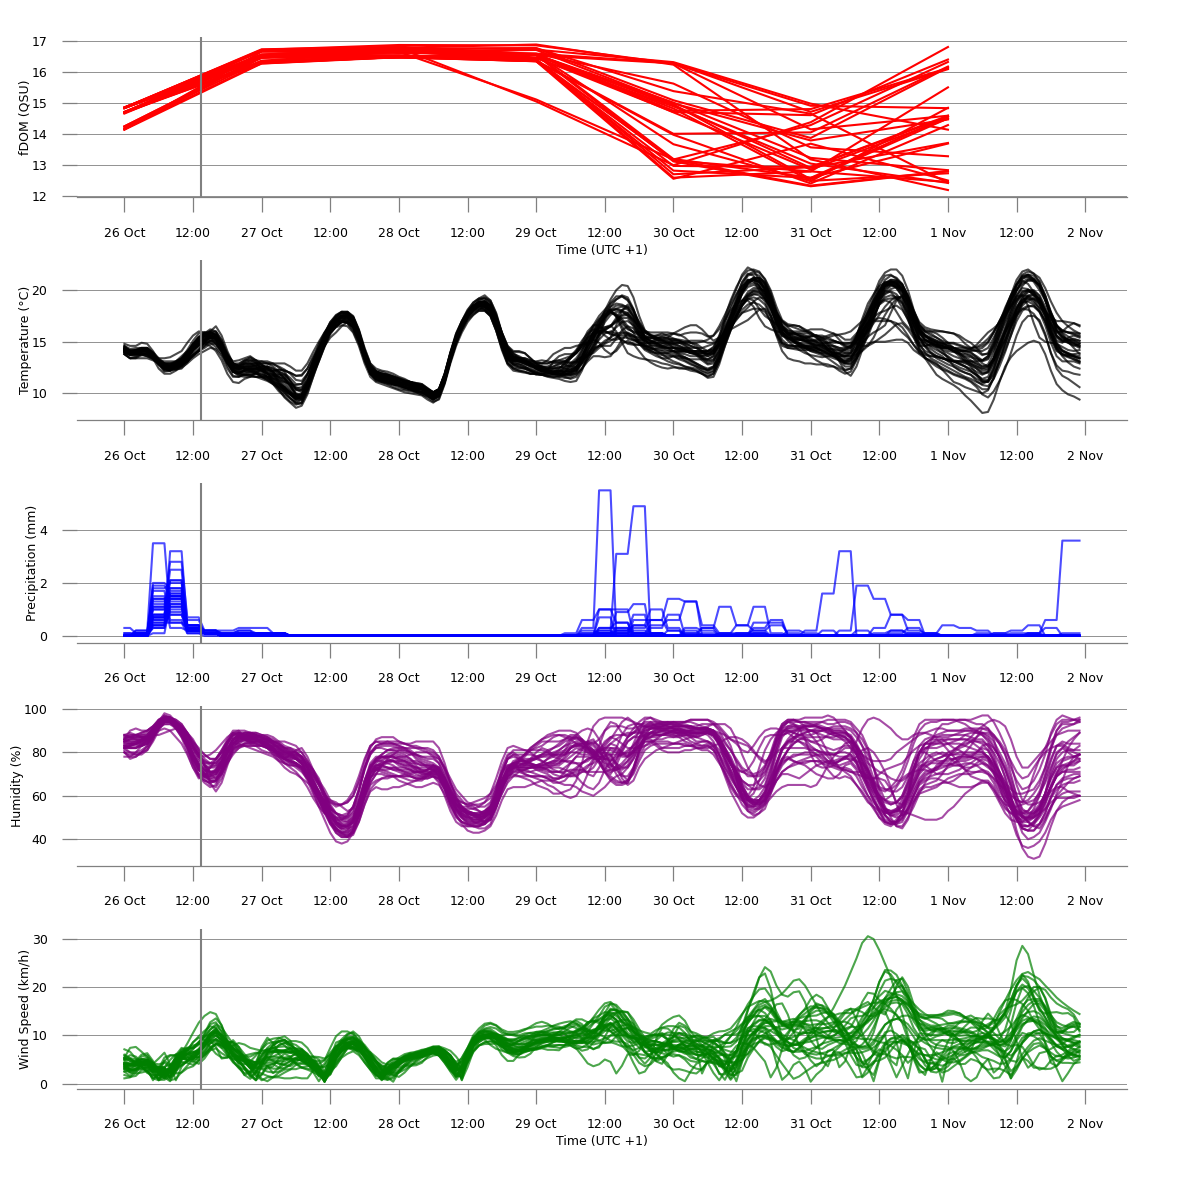 17
16
15
14
13
12
fDOM (QSU)
26 Oct 12:00 27 Oct 12:00 28 Oct 12:00 29 Oct 12:00 30 Oct 12:00 31 Oct 12:00 1 Nov 12:00 2 Nov
Time (UTC +1)
20
15
10
Temperature (°C)
26 Oct 12:00 27 Oct 12:00 28 Oct 12:00 29 Oct 12:00 30 Oct 12:00 31 Oct 12:00 1 Nov 12:00 2 Nov
4
2
0
Precipitation (mm)
26 Oct 12:00 27 Oct 12:00 28 Oct 12:00 29 Oct 12:00 30 Oct 12:00 31 Oct 12:00 1 Nov 12:00 2 Nov
100
80
60
40
Humidity (%)
26 Oct 12:00 27 Oct 12:00 28 Oct 12:00 29 Oct 12:00 30 Oct 12:00 31 Oct 12:00 1 Nov 12:00 2 Nov
30
20
10
0
Wind Speed (km/h)
26 Oct 12:00 27 Oct 12:00 28 Oct 12:00 29 Oct 12:00 30 Oct 12:00 31 Oct 12:00 1 Nov 12:00 2 Nov
Time (UTC +1)